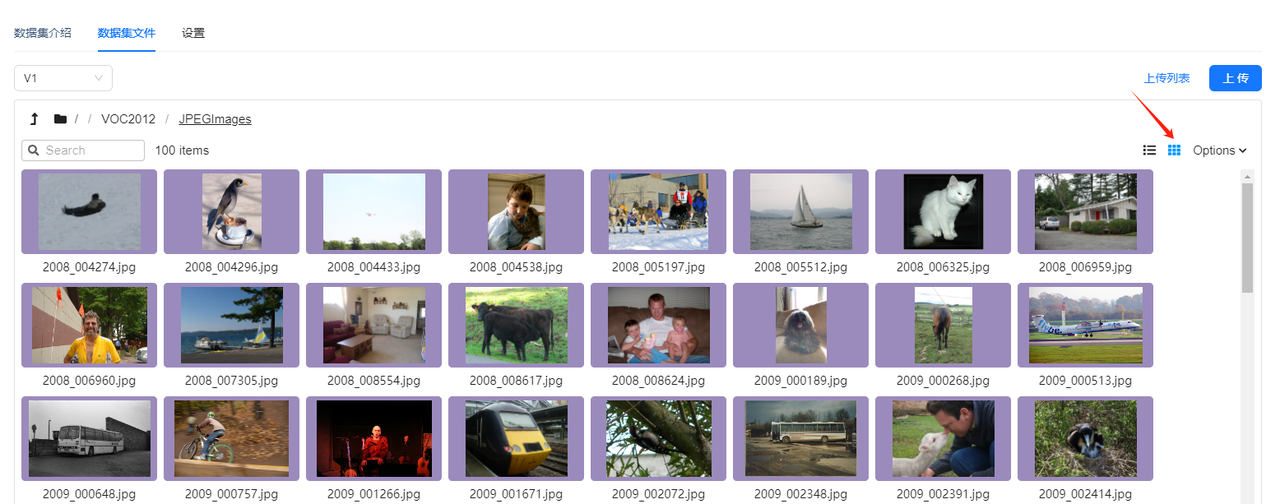 数据集介绍 数据集文件 设置
V1 上传列表 上 传
/ / VOC2012 / JPEGImages
Search 100 items Options
2008_004274.jpg 2008_004296.jpg 2008_004433.jpg 2008_004538.jpg 2008_005197.jpg 2008_005512.jpg 2008_006325.jpg 2008_006959.jpg
2008_006960.jpg 2008_007305.jpg 2008_008554.jpg 2008_008617.jpg 2008_008624.jpg 2009_000189.jpg 2009_000268.jpg 2009_000513.jpg
2009_000648.jpg 2009_000757.jpg 2009_001266.jpg 2009_001671.jpg 2009_002072.jpg 2009_002348.jpg 2009_002391.jpg 2009_002414.jpg